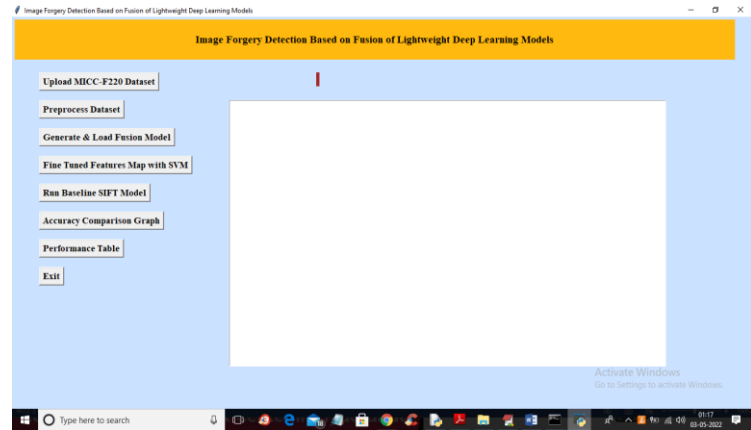 Image Forgery Detection Based on Fusion of Lightweight Deep Learning Models
Image Forgery Detection Based on Fusion of Lightweight Deep Learning Models
Upload MICC-F220 Dataset
Preprocess Dataset
Generate & Load Fusion Model
Fine Tuned Features Map with SVM
Run Baseline SIFT Model
Accuracy Comparison Graph
Performance Table
Exit
Activate Windows
Go to Settings to activate Windows.
Type here to search
01:17
03-05-2022